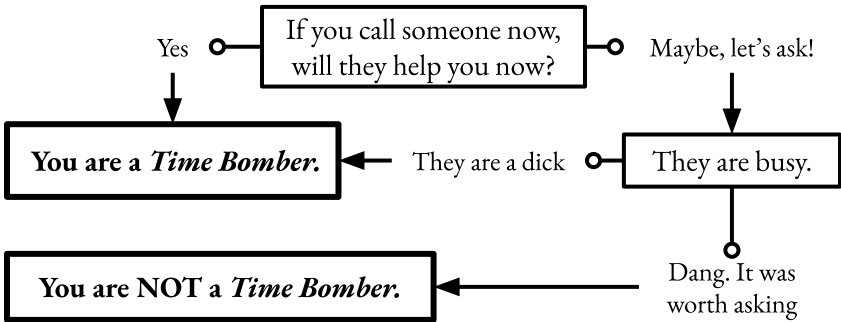 If you call someone now,
will they help you now?
Yes
Maybe, let's ask!
You are a Time Bomber.
They are a dick
They are busy.
You are NOT a Time Bomber.
Dang. It was
worth asking